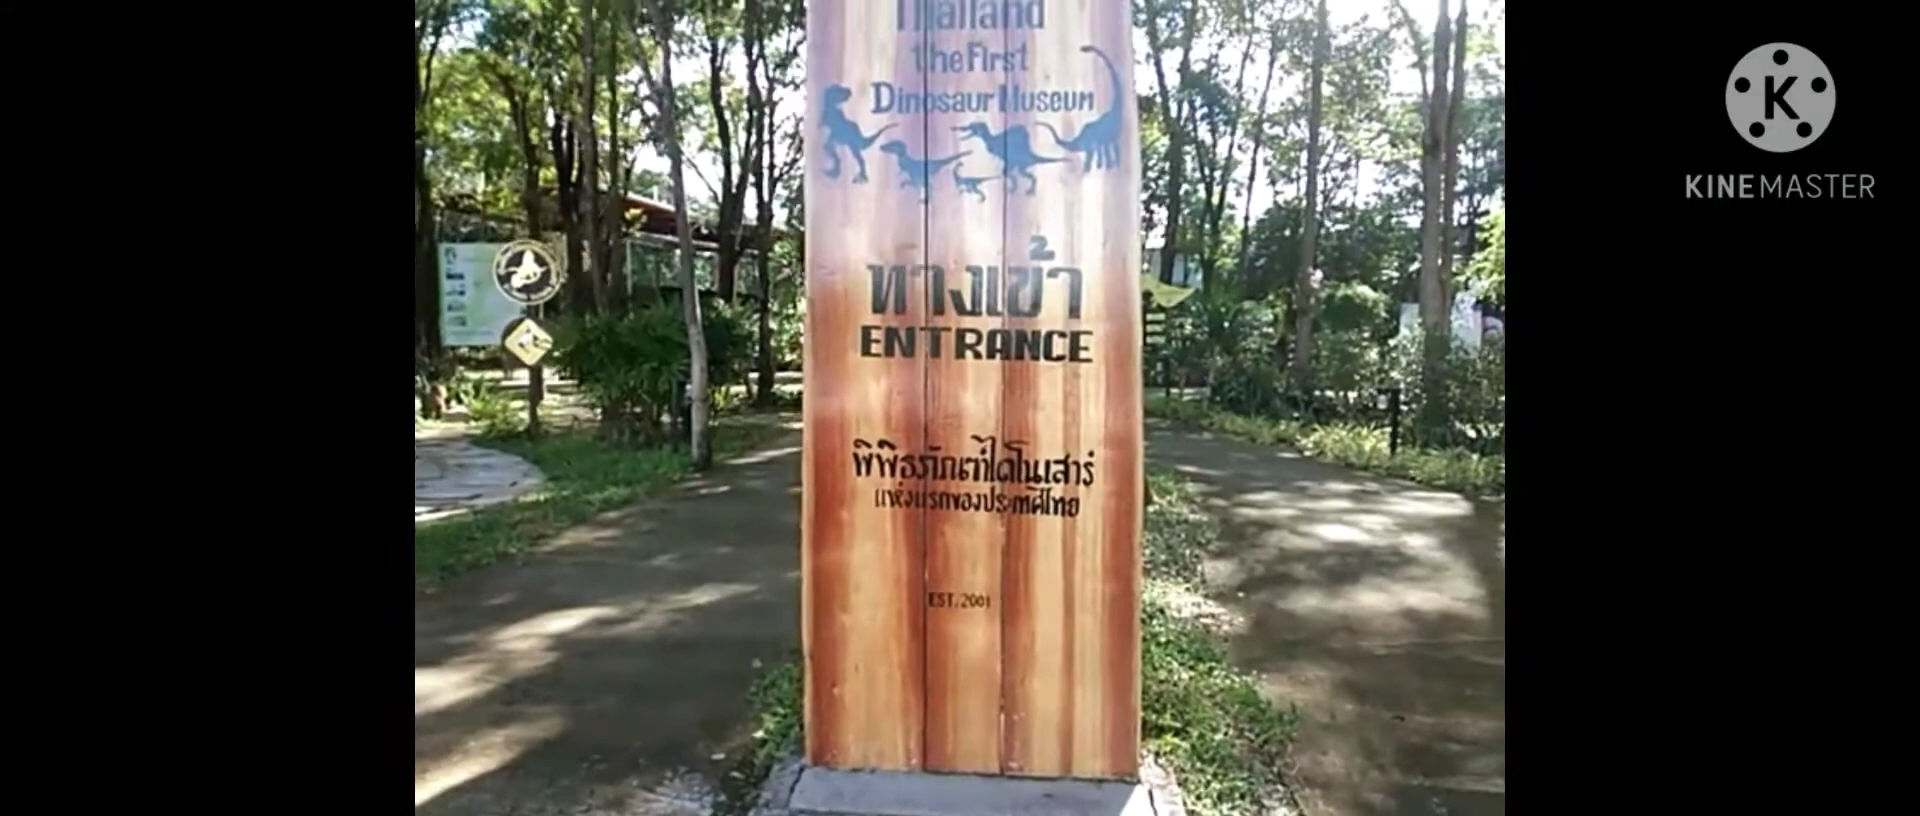 Thailand
the First
Dinosaur Museum
ทางเข้า
ENTRANCE
พิพิธภัณฑ์ไดโนเสาร์
แห่งแรกของประเทศไทย
EST. 2001
K
KINEMASTER